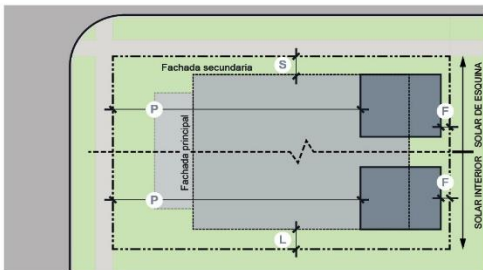 Fachada secundaria
S
P
F
Fachada principal
SOLAR DE ESQUINA
SOLAR INTERIOR
P
F
L